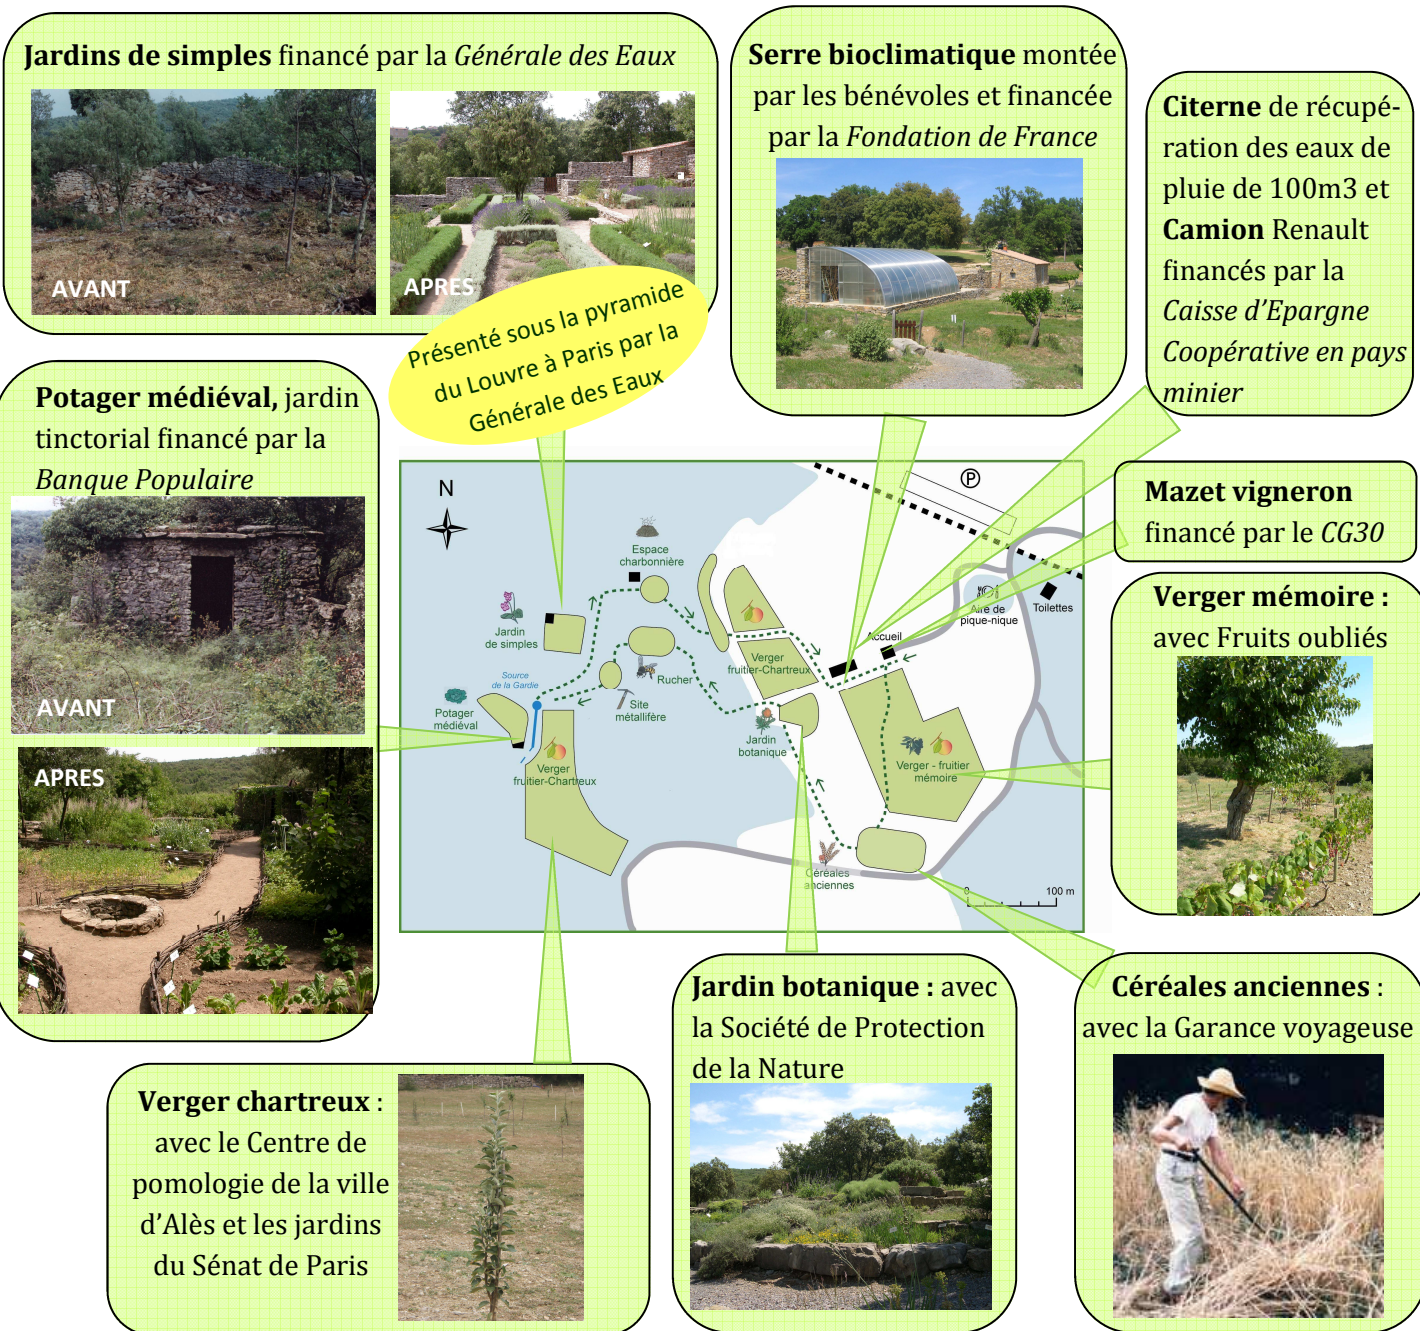 Jardins de simples financé par la Générale des Eaux
AVANT
APRES
Présenté sous la pyramide
du Louvre à Paris par la
Générale des Eaux
Serre bioclimatique montée
par les bénévoles et financée
par la Fondation de France
Citerne de récupé-
ration des eaux de
pluie de 100m3 et
Camion Renault
financés par la
Caisse d’Epargne
Coopérative en pays
minier
Potager médiéval, jardin
tinctorial financé par la
Banque Populaire
AVANT
APRES
Mazet vigneron
financé par le CG30
Verger mémoire :
avec Fruits oubliés
N
P
Espace
charbonnière
Jardin
de simples
Source
de la Gardie
Potager
médiéval
Rucher
Site
métallifère
Verger
fruitier-Chartreux
Verger
fruitier-Chartreux
Accueil
Aire de
pique-nique
Toilettes
Jardin
botanique
Verger - fruitier
mémoire
Céréales
anciennes
0
100 m
Verger chartreux :
avec le Centre de
pomologie de la ville
d’Alès et les jardins
du Sénat de Paris
Jardin botanique : avec
la Société de Protection
de la Nature
Céréales anciennes :
avec la Garance voyageuse